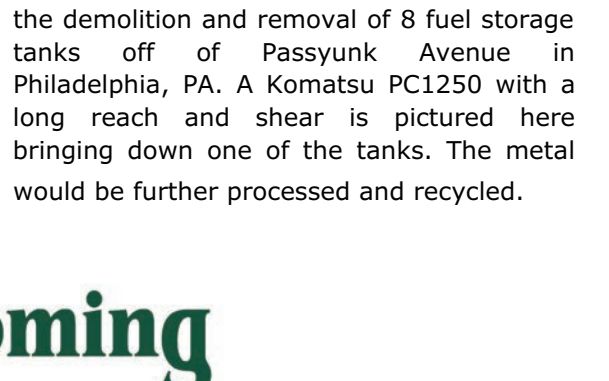 the demolition and removal of 8 fuel storage
tanks off of Passyunk Avenue in
Philadelphia, PA. A Komatsu PC1250 with a
long reach and shear is pictured here
bringing down one of the tanks. The metal
would be further processed and recycled.
oming